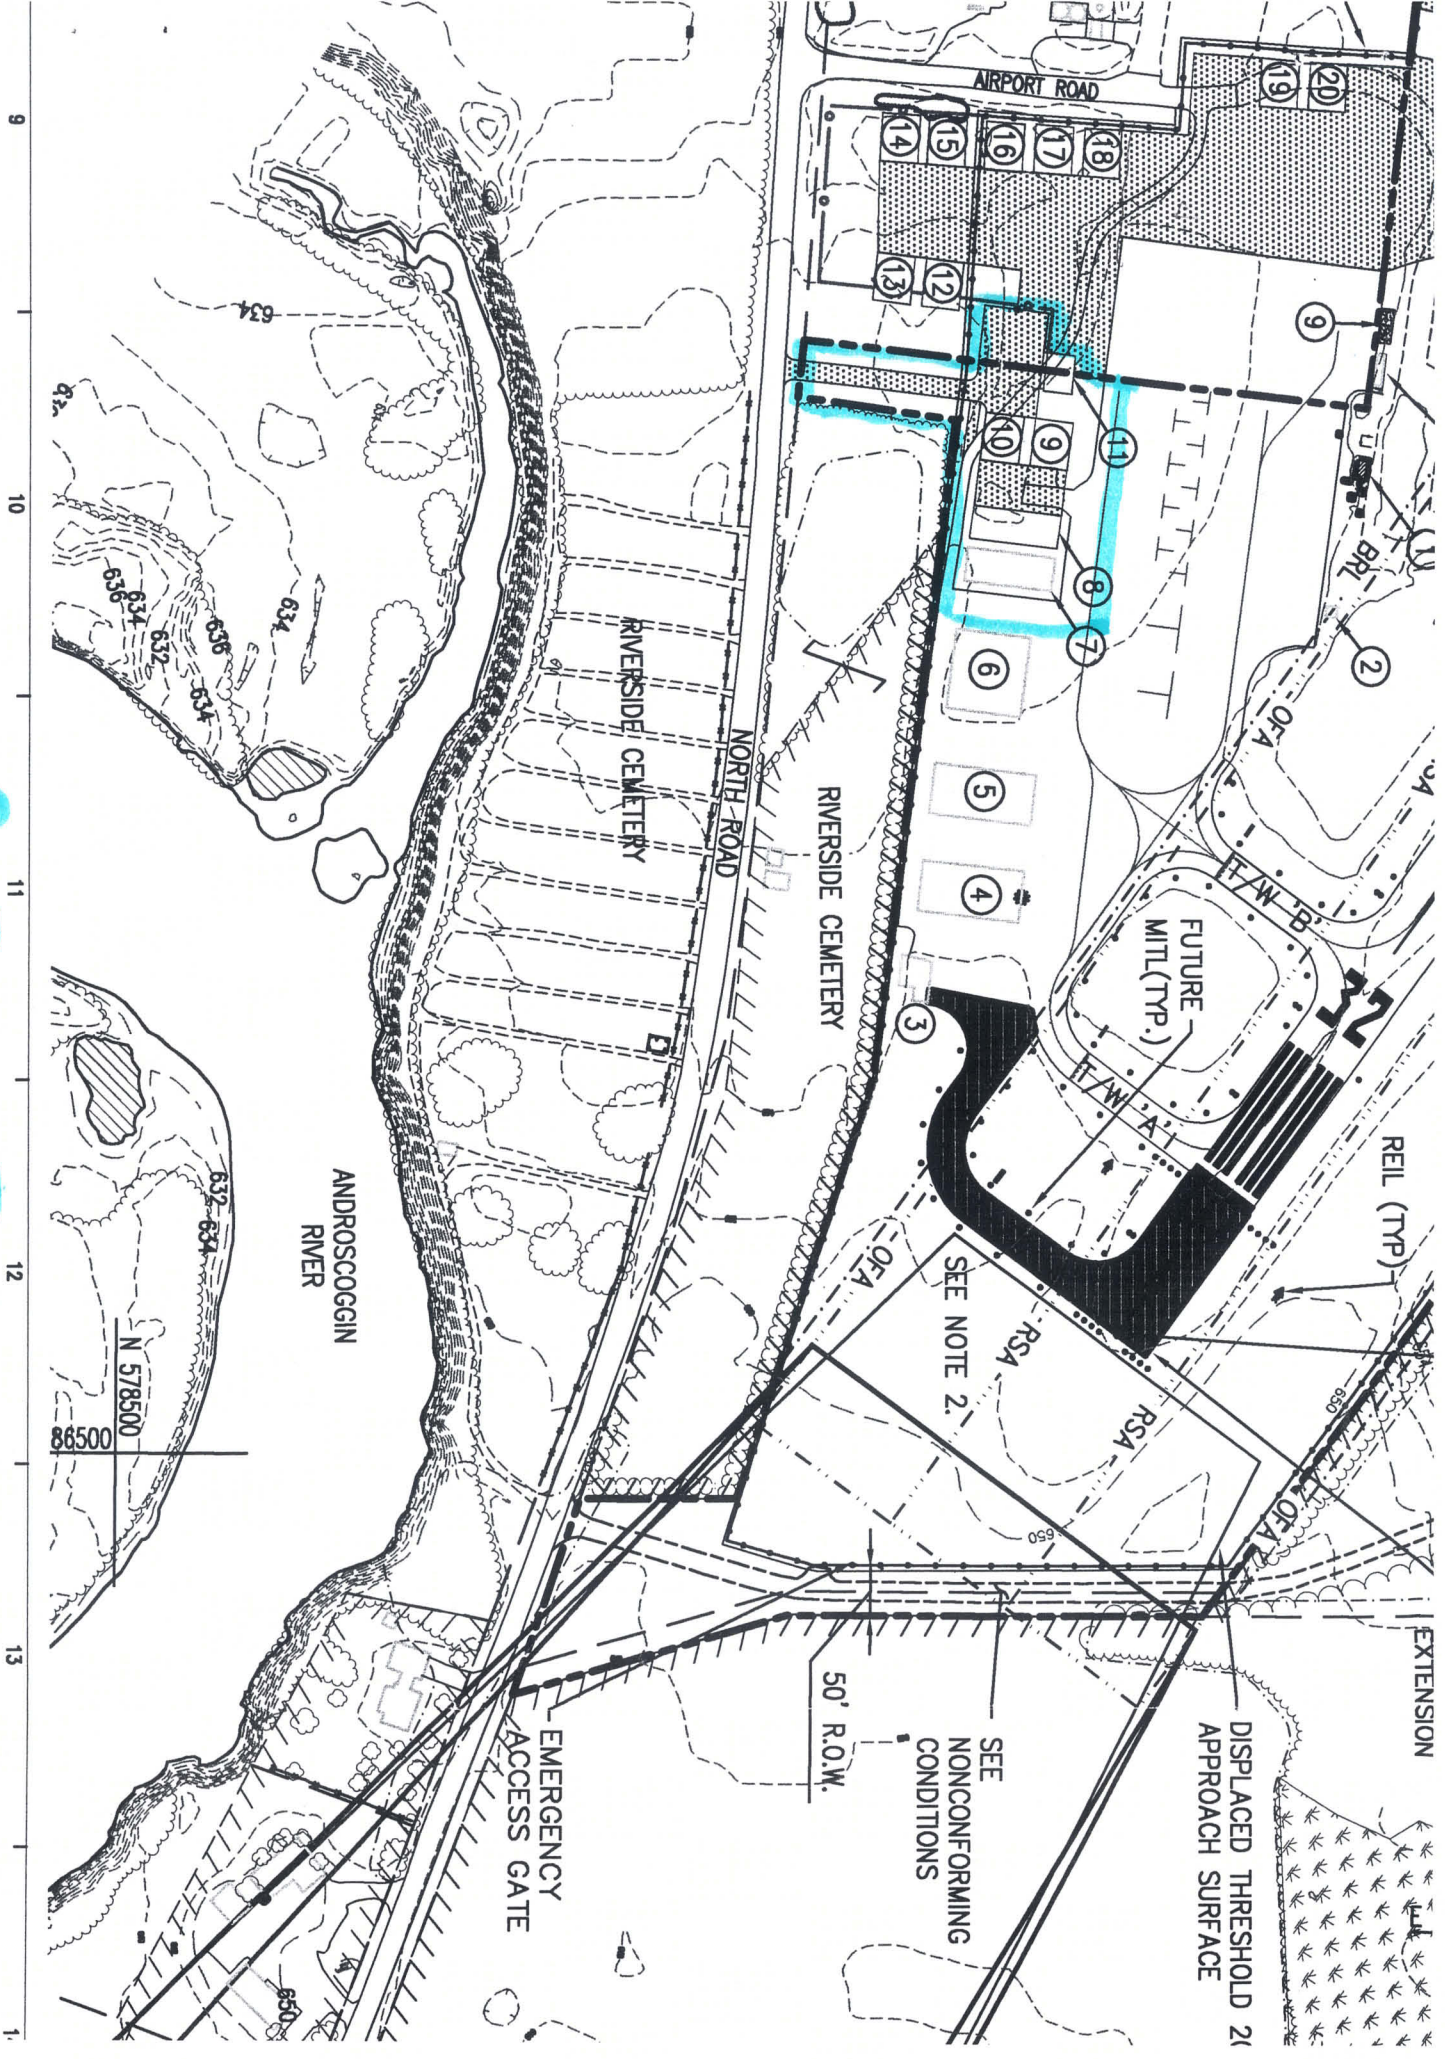 AIRPORT ROAD
20
19
18
17
16
15
14
13
12
9
11
10
9
8
7
6
5
4
3
2
BRL
OFA
T/W 'B'
32
FUTURE
MITL(TYP.)
T/W 'A'
REIL (TYP)
RIVERSIDE CEMETERY
NORTH ROAD
RIVERSIDE CEMETERY
OFA
SEE NOTE 2.
RSA
RSA
OFA
650
650
EXTENSION
DISPLACED THRESHOLD 2(
APPROACH SURFACE
SEE
NONCONFORMING
CONDITIONS
50' R.O.W.
EMERGENCY
ACCESS GATE
ANDROSCOGGIN
RIVER
634
634
636
634
632
636
634
632
634
N 578500
86500
650
9
10
11
12
13